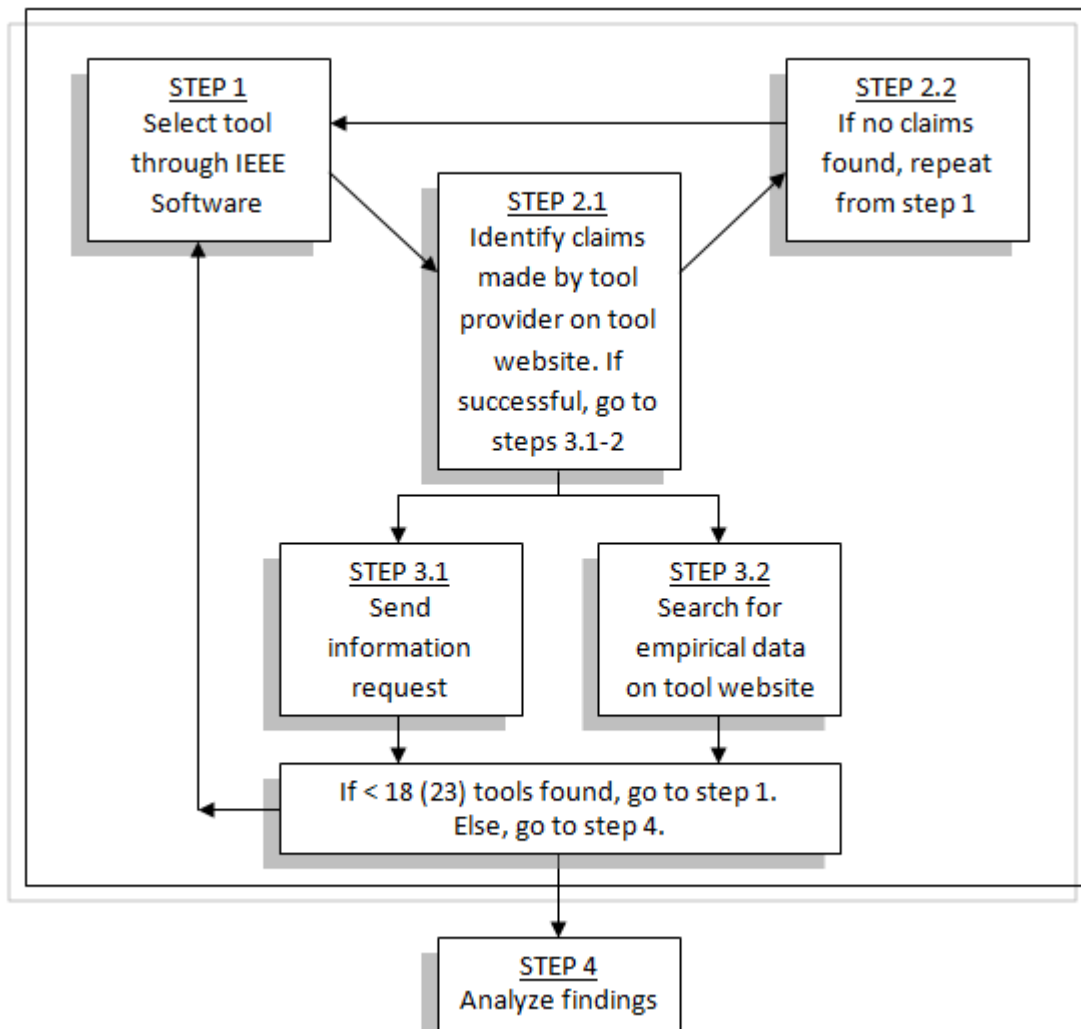 STEP 1
Select tool
through IEEE
Software
STEP 2.2
If no claims
found, repeat
from step 1
STEP 2.1
Identify claims
made by tool
provider on tool
website. If
successful, go to
steps 3.1-2
STEP 3.1
Send
information
request
STEP 3.2
Search for
empirical data
on tool website
If < 18 (23) tools found, go to step 1.
Else, go to step 4.
STEP 4
Analyze findings